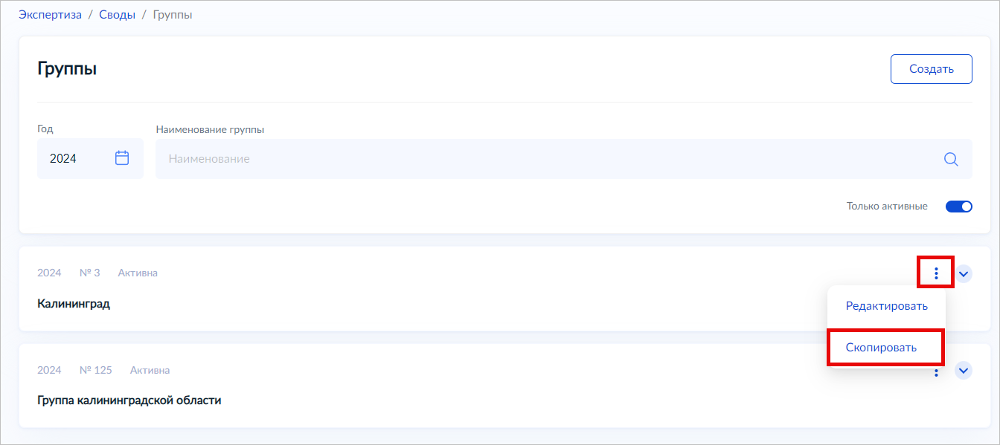 Экспертиза / Своды / Группы
Группы
Создать
Год
Наименование группы
2024
Наименование
Только активные
2024 № 3 Активна
Калининград
Редактировать
Скопировать
2024 № 125 Активна
Группа калининградской области